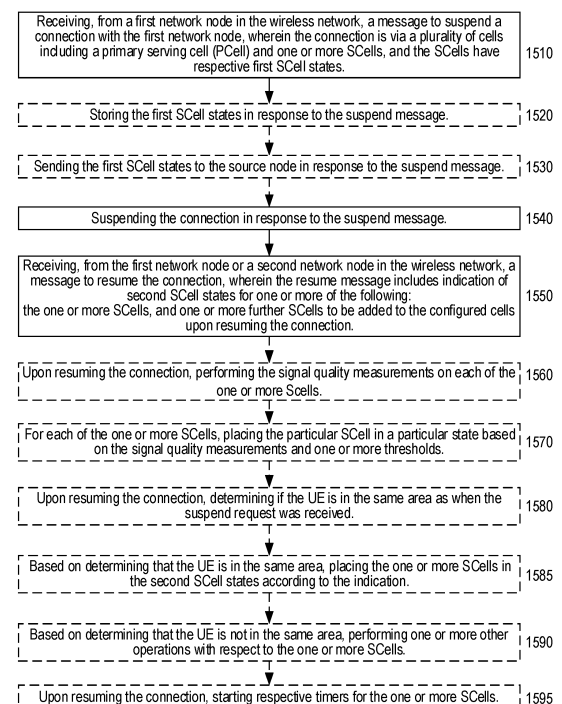 Receiving, from a first network node in the wireless network, a message to suspend a
connection with the first network node, wherein the connection is via a plurality of cells
including a primary serving cell (PCell) and one or more SCells, and the SCells have
respective first SCell states.
1510
Storing the first SCell states in response to the suspend message.
1520
Sending the first SCell states to the source node in response to the suspend message.
1530
Suspending the connection in response to the suspend message.
1540
Receiving, from the first network node or a second network node in the wireless network, a
message to resume the connection, wherein the resume message includes indication of
second SCell states for one or more of the following:
the one or more SCells, and one or more further SCells to be added to the configured cells
upon resuming the connection.
1550
Upon resuming the connection, performing the signal quality measurements on each of the
one or more Scells.
1560
For each of the one or more SCells, placing the particular SCell in a particular state based
on the signal quality measurements and one or more thresholds.
1570
Upon resuming the connection, determining if the UE is in the same area as when the
suspend request was received.
1580
Based on determining that the UE is in the same area, placing the one or more SCells in
the second SCell states according to the indication.
1585
Based on determining that the UE is not in the same area, performing one or more other
operations with respect to the one or more SCells.
1590
Upon resuming the connection, starting respective timers for the one or more SCells.
1595